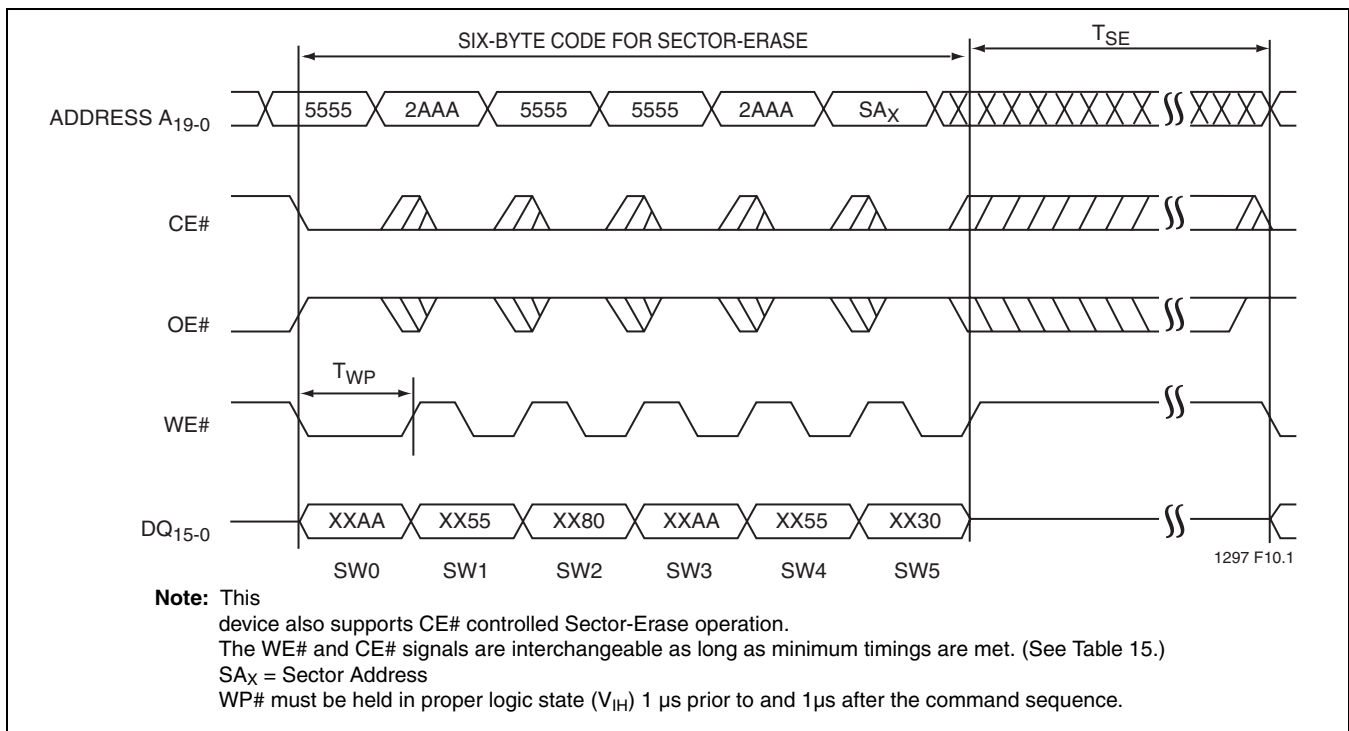 SIX-BYTE CODE FOR SECTOR-ERASE
TSE
ADDRESS A19-0
5555 2AAA 5555 5555 2AAA SAX
CE#
OE#
TWP
WE#
DQ15-0
XXAA XX55 XX80 XXAA XX55 XX30
SW0 SW1 SW2 SW3 SW4 SW5
1297 F10.1
Note: This
device also supports CE# controlled Sector-Erase operation.
The WE# and CE# signals are interchangeable as long as minimum timings are met. (See Table 15.)
SAX = Sector Address
WP# must be held in proper logic state (VIH) 1 µs prior to and 1µs after the command sequence.